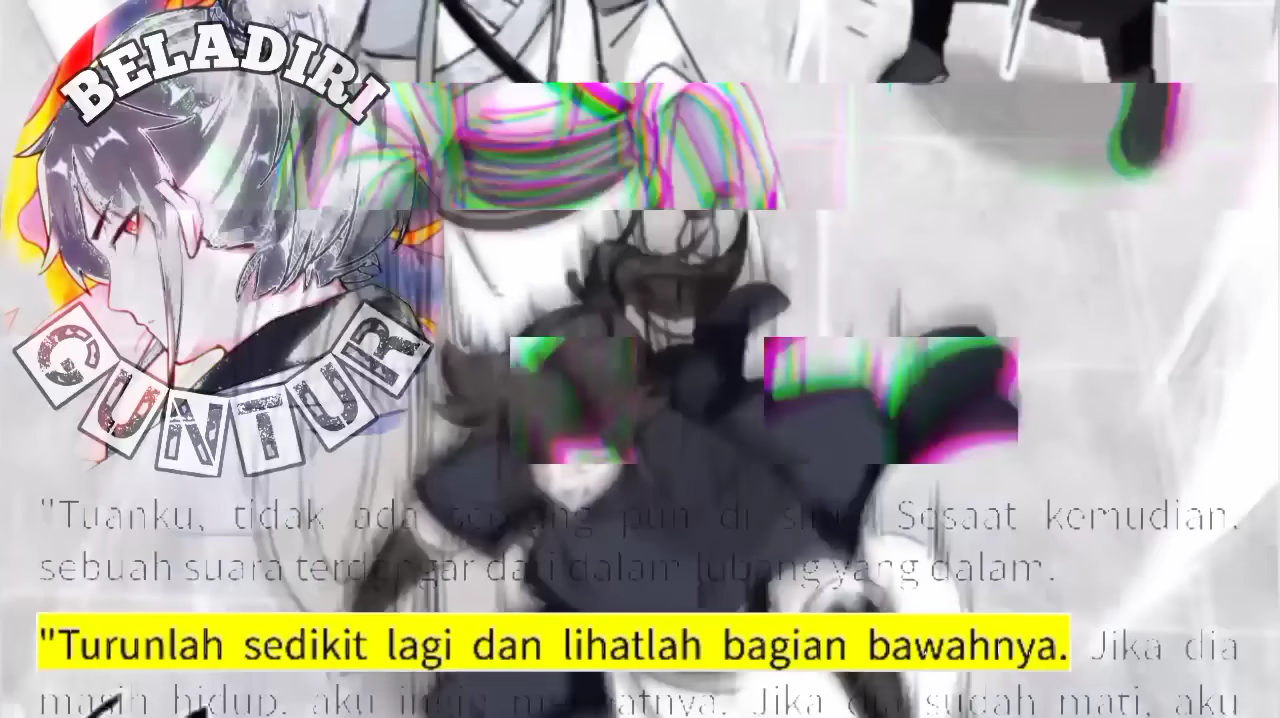 BELADIRI
GUNTUR
"Tuanku, tidak ada seorang pun di sini. Sesaat kemudian,
sebuah suara terdengar dari dalam lubang yang dalam.
"Turunlah sedikit lagi dan lihatlah bagian bawahnya. Jika dia
masih hidup, aku ingin melihatnya. Jika dia sudah mati, aku